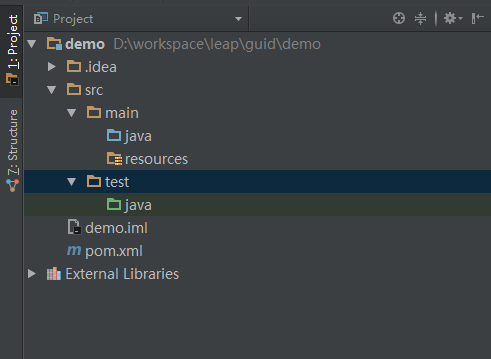 Project
1: Project
7: Structure
demo D:\workspace\leap\guid\demo
.idea
src
main
java
resources
test
java
demo.iml
m pom.xml
External Libraries